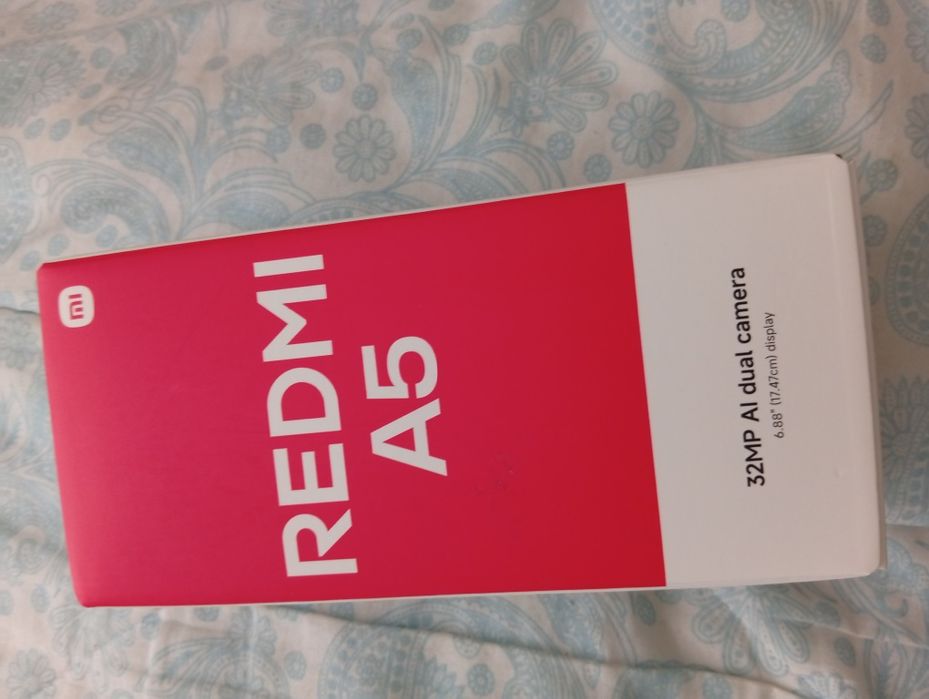 mi
REDMI
A5
32MP AI dual camera
6.88" (17.47cm) display